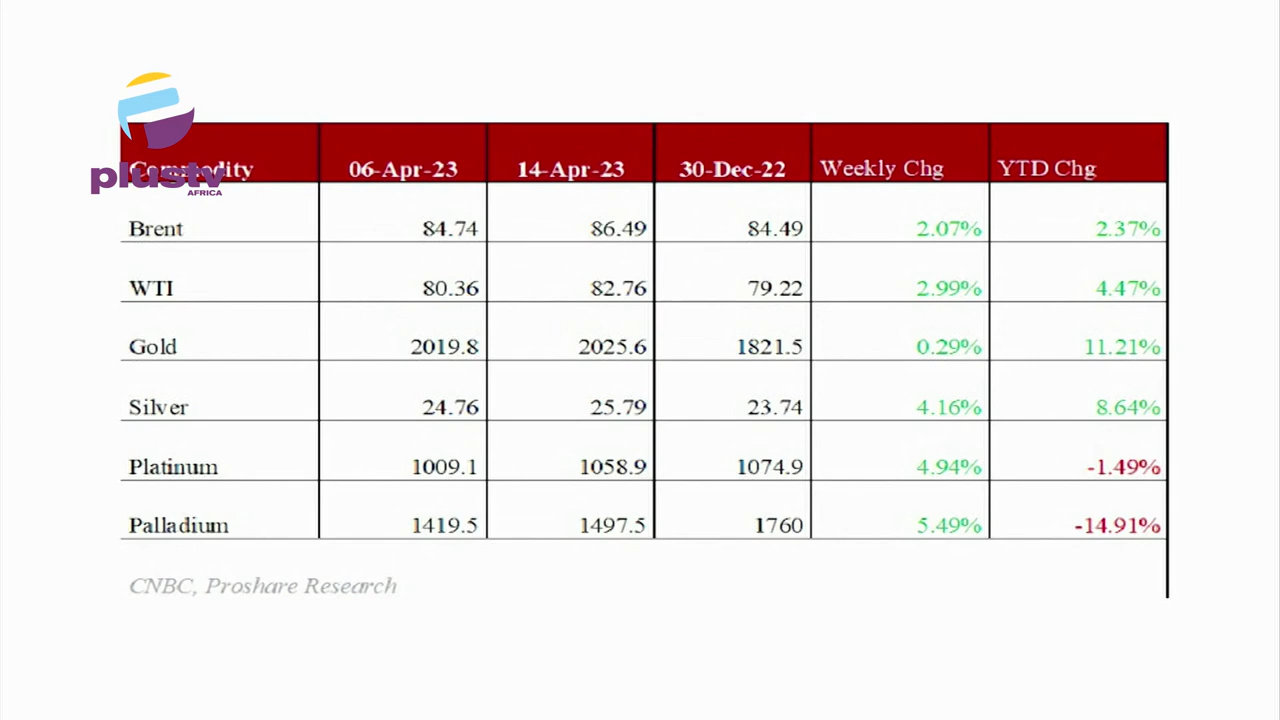 plustv
AFRICA
Commodity 06-Apr-23 14-Apr-23 30-Dec-22 Weekly Chg YTD Chg
Brent 84.74 86.49 84.49 2.07% 2.37%
WTI 80.36 82.76 79.22 2.99% 4.47%
Gold 2019.8 2025.6 1821.5 0.29% 11.21%
Silver 24.76 25.79 23.74 4.16% 8.64%
Platinum 1009.1 1058.9 1074.9 4.94% -1.49%
Palladium 1419.5 1497.5 1760 5.49% -14.91%
CNBC, Proshare Research